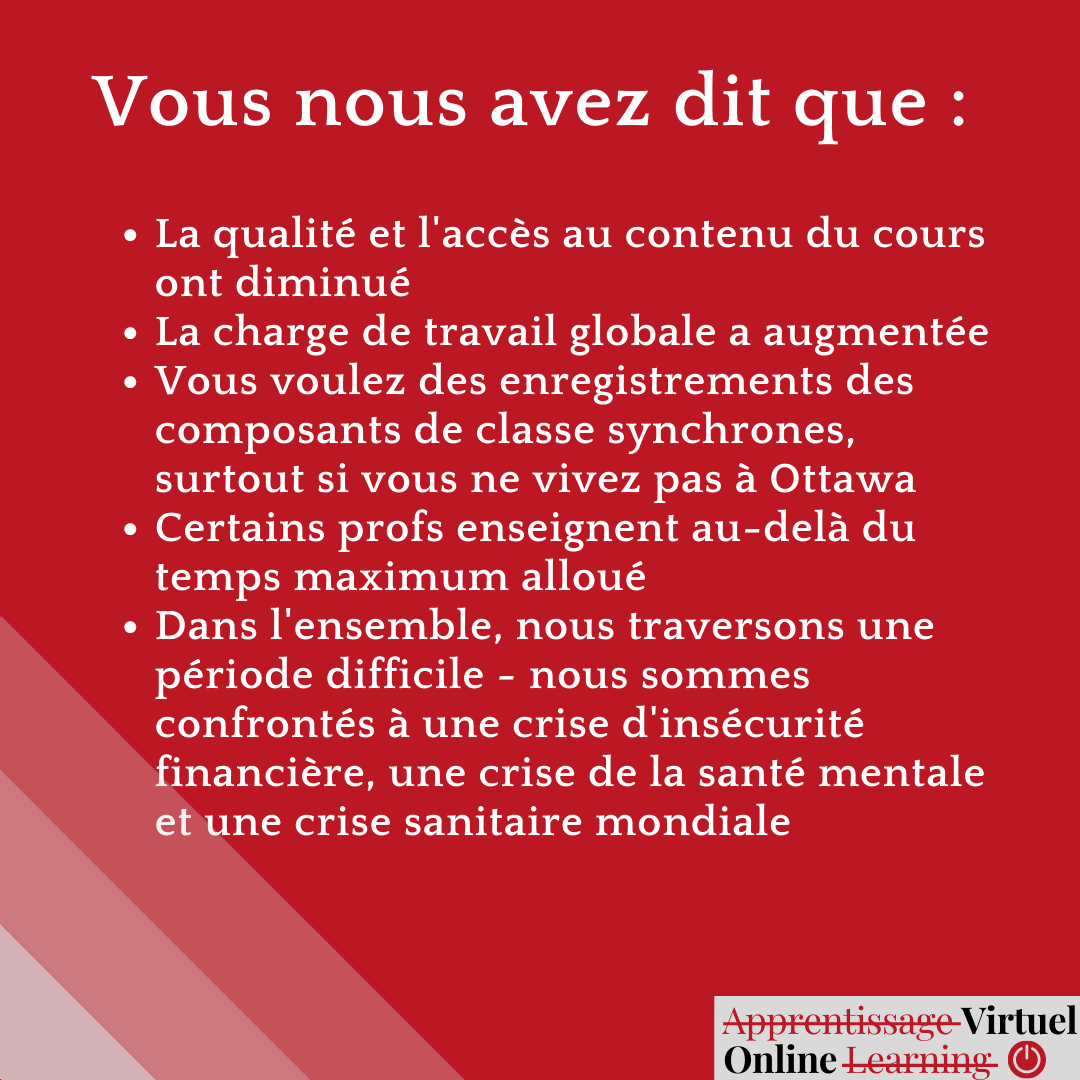 Vous nous avez dit que :
• La qualité et l'accès au contenu du cours
ont diminué
• La charge de travail globale a augmentée
• Vous voulez des enregistrements des
composants de classe synchrones,
surtout si vous ne vivez pas à Ottawa
• Certains profs enseignent au-delà du
temps maximum alloué
• Dans l'ensemble, nous traversons une
période difficile - nous sommes
confrontés à une crise d'insécurité
financière, une crise de la santé mentale
et une crise sanitaire mondiale
Apprentissage Virtuel
Online Learning